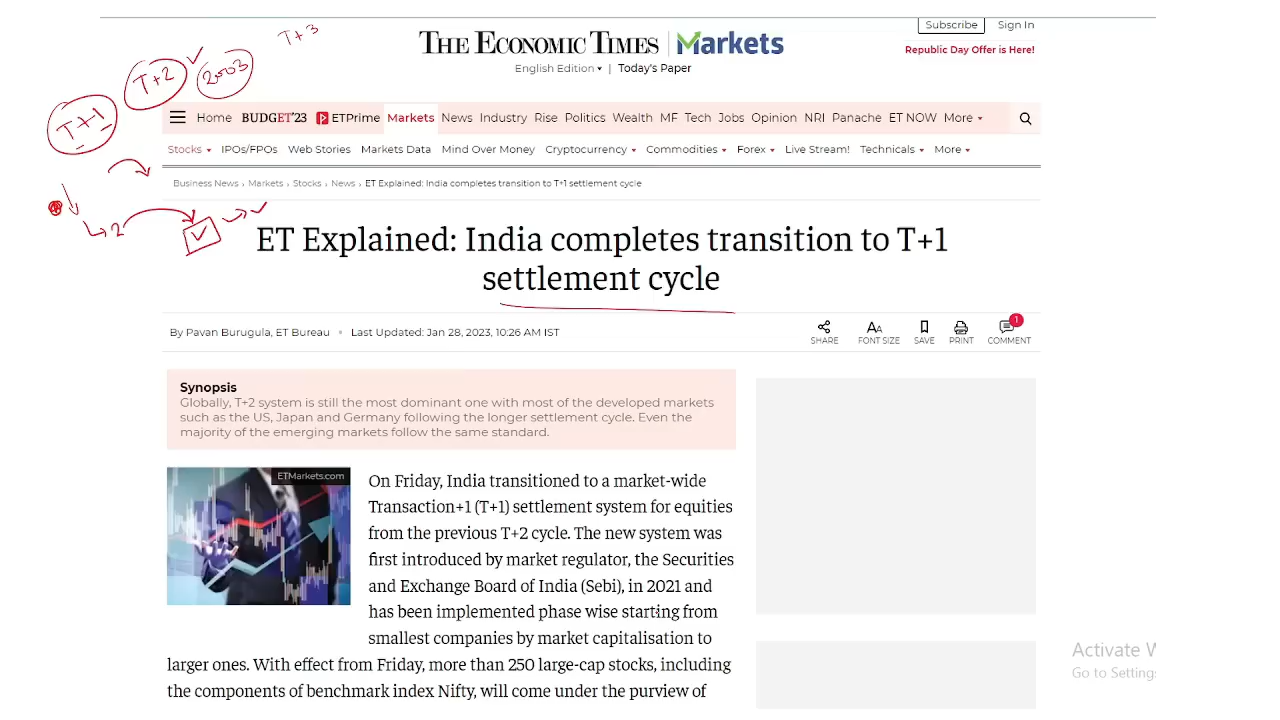 Subscribe Sign In
T+3
THE ECONOMIC TIMES | Markets
Republic Day Offer is Here!
T+2 2003
English Edition | Today's Paper
T+1
Home BUDGET'23 ETPrime Markets News Industry Rise Politics Wealth MF Tech Jobs Opinion NRI Panache ET NOW More
Stocks IPOs/FPOs Web Stories Markets Data Mind Over Money Cryptocurrency Commodities Forex Live Stream! Technicals More
Business News › Markets › Stocks › News › ET Explained: India completes transition to T+1 settlement cycle
2
ET Explained: India completes transition to T+1
settlement cycle
By Pavan Burugula, ET Bureau • Last Updated: Jan 28, 2023, 10:26 AM IST
1
SHARE FONT SIZE SAVE PRINT COMMENT
Synopsis
Globally, T+2 system is still the most dominant one with most of the developed markets
such as the US, Japan and Germany following the longer settlement cycle. Even the
majority of the emerging markets follow the same standard.
ETMarkets.com
On Friday, India transitioned to a market-wide
Transaction+1 (T+1) settlement system for equities
from the previous T+2 cycle. The new system was
first introduced by market regulator, the Securities
and Exchange Board of India (Sebi), in 2021 and
has been implemented phase wise starting from
smallest companies by market capitalisation to
larger ones. With effect from Friday, more than 250 large-cap stocks, including
the components of benchmark index Nifty, will come under the purview of
Activate W
Go to Settings